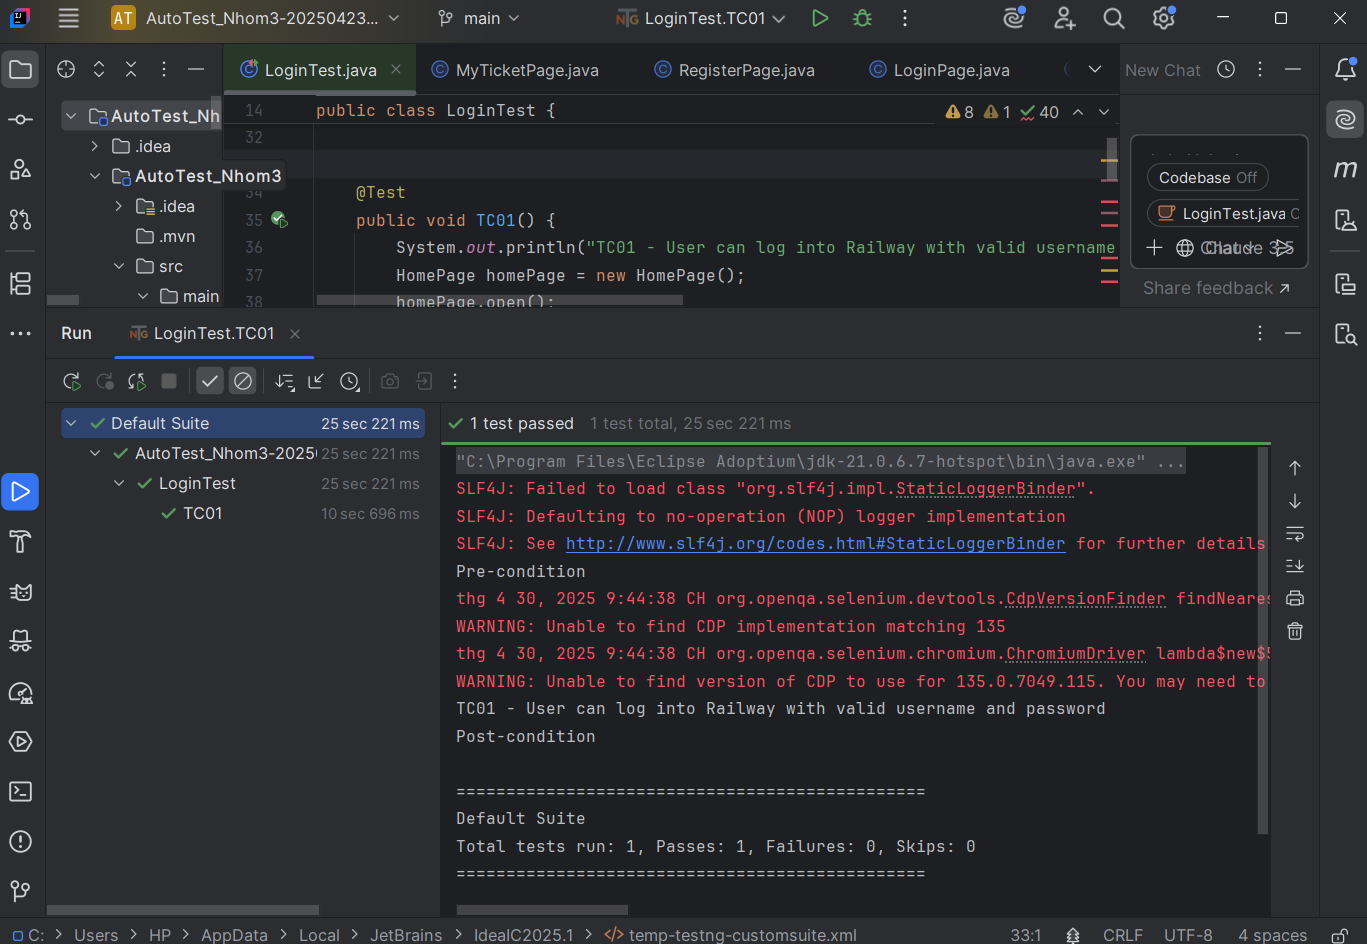 AT AutoTest_Nhom3-20250423... main LoginTest.TC01
LoginTest.java MyTicketPage.java RegisterPage.java LoginPage.java New Chat
14 public class LoginTest { 8 1 40
32
34 @Test
35 public void TC01() {
36 System.out.println("TC01 - User can log into Railway with valid username
37 HomePage homePage = new HomePage();
38 homePage.open();
AutoTest_Nh
.idea
AutoTest_Nhom3
.idea
.mvn
src
main
Codebase Off
LoginTest.java
Share feedback
Run LoginTest.TC01
Default Suite 25 sec 221 ms
AutoTest_Nhom3-2025 25 sec 221 ms
LoginTest 25 sec 221 ms
TC01 10 sec 696 ms
1 test passed 1 test total, 25 sec 221 ms
"C:\Program Files\Eclipse Adoptium\jdk-21.0.6.7-hotspot\bin\java.exe" ...
SLF4J: Failed to load class "org.slf4j.impl.StaticLoggerBinder".
SLF4J: Defaulting to no-operation (NOP) logger implementation
SLF4J: See http://www.slf4j.org/codes.html#StaticLoggerBinder for further details
Pre-condition
thg 4 30, 2025 9:44:38 CH org.openqa.selenium.devtools.CdpVersionFinder findNeares
WARNING: Unable to find CDP implementation matching 135
thg 4 30, 2025 9:44:38 CH org.openqa.selenium.chromium.ChromiumDriver lambda$new$5
WARNING: Unable to find version of CDP to use for 135.0.7049.115. You may need to
TC01 - User can log into Railway with valid username and password
Post-condition
===============================================
Default Suite
Total tests run: 1, Passes: 1, Failures: 0, Skips: 0
===============================================
C: > Users > HP > AppData > Local > JetBrains > IdeaIC2025.1 > temp-testng-customsuite.xml 33:1 CRLF UTF-8 4 spaces